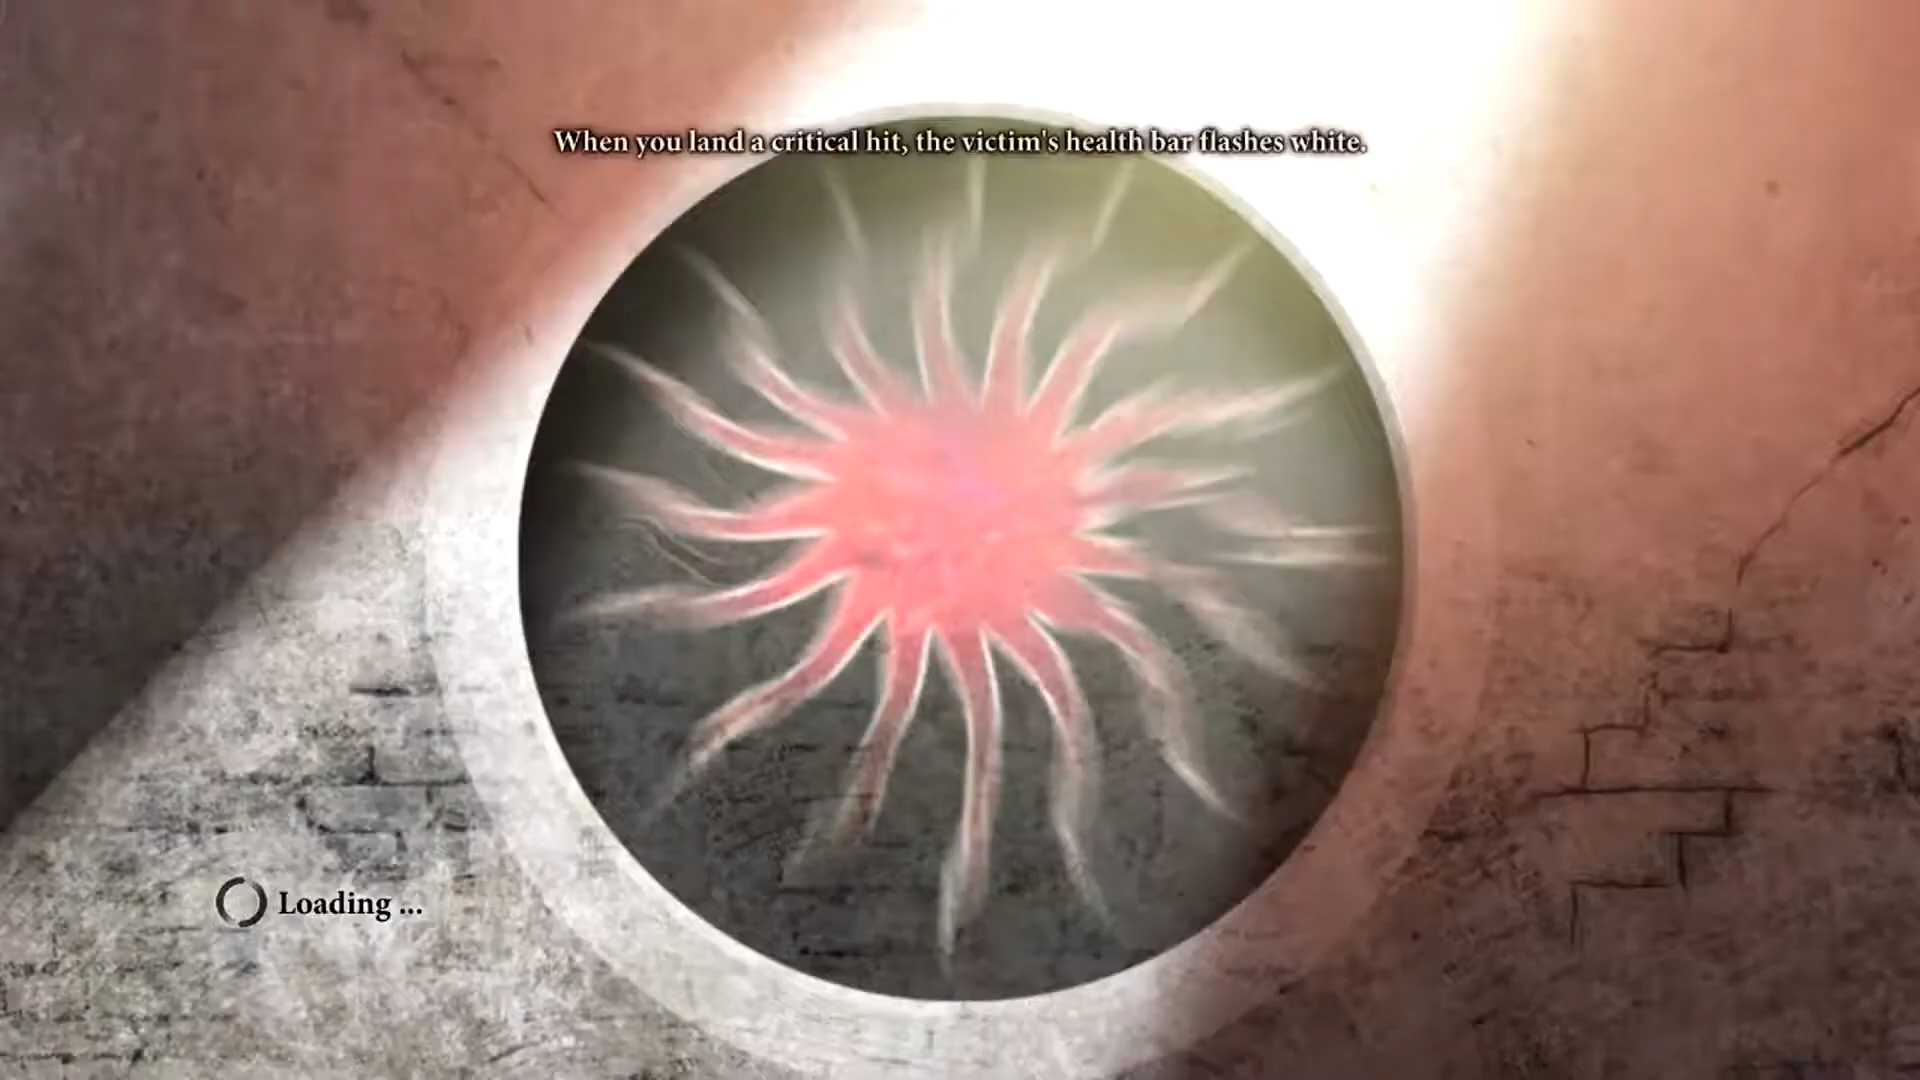 When you land a critical hit, the victim's health bar flashes white.
Loading ...